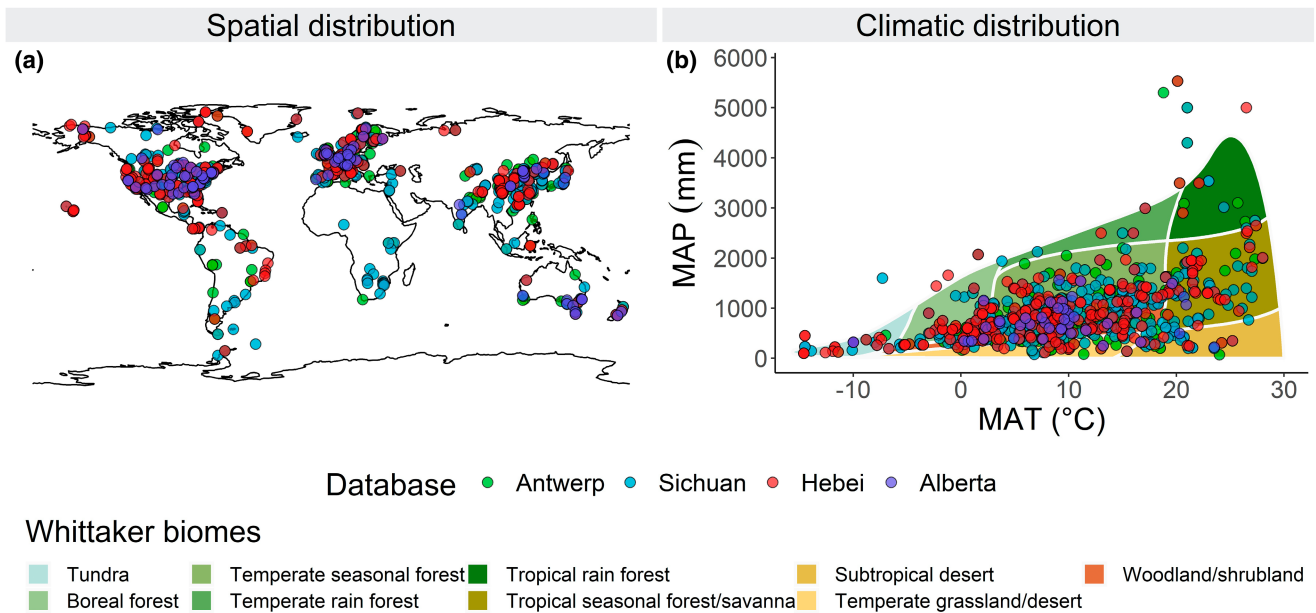 Spatial distribution
Climatic distribution
(a)
(b)
6000
5000
4000
3000
2000
1000
0
MAP (mm)
-10 0 10 20 30
MAT (°C)
Database Antwerp Sichuan Hebei Alberta
Whittaker biomes
Tundra Temperate seasonal forest Tropical rain forest Subtropical desert Woodland/shrubland
Boreal forest Temperate rain forest Tropical seasonal forest/savanna Temperate grassland/desert